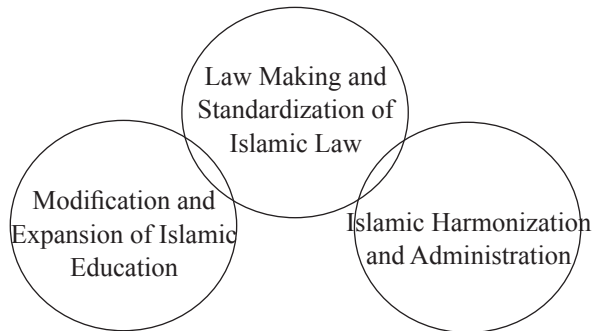 Law Making and
Standardization of
Islamic Law
Modification and
Expansion of Islamic
Education
Islamic Harmonization
and Administration